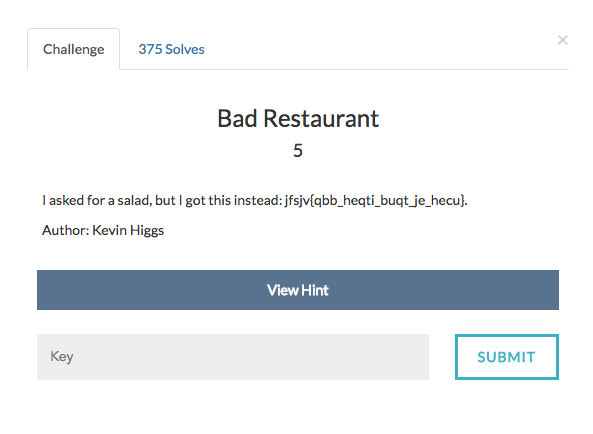 Challenge 375 Solves ×
Bad Restaurant
5
I asked for a salad, but I got this instead: jfsjv{qbb_heqti_buqt_je_hecu}.
Author: Kevin Higgs
View Hint
Key SUBMIT